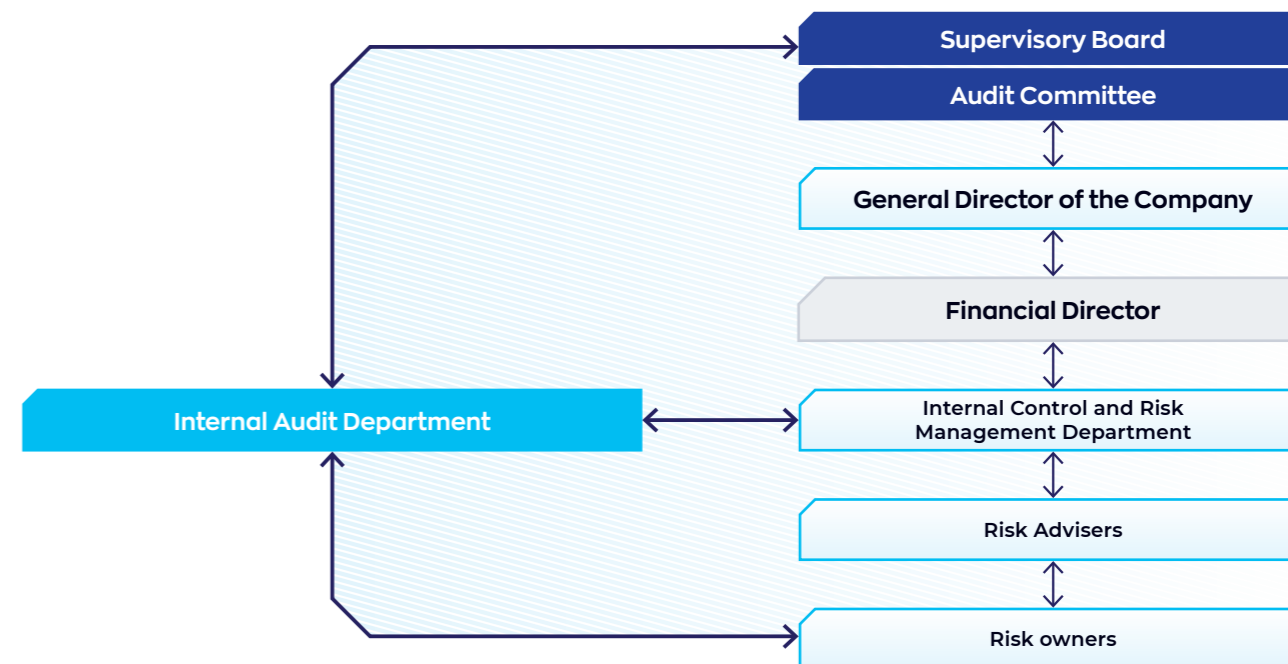 Supervisory Board
Audit Committee
General Director of the Company
Financial Director
Internal Audit Department
Internal Control and Risk
Management Department
Risk Advisers
Risk owners